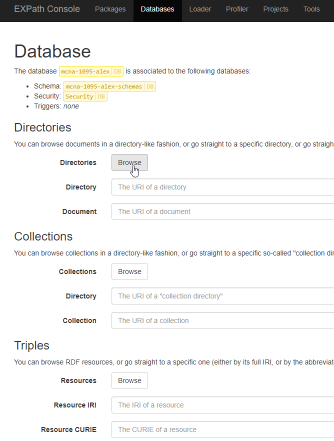 EXPath Console Packages Databases Loader Profiler Projects Tools
Database
The database mcna-1095-alex DB is associated to the following databases:
Schema: mcna-1095-alex-schemas DB
Security: Security DB
Triggers: none
Directories
You can browse documents in a directory-like fashion, or go straight to a specific directory, or go straigh
Directories Browse
Directory The URI of a directory
Document The URI of a document
Collections
You can browse collections in a directory-like fashion, or go straight to a specific so-called "collection dir
Collections Browse
Directory The URI of a "collection directory"
Collection The URI of a collection
Triples
You can browse RDF resources, or go straight to a specific one (either by its full IRI, or by the abbreviat
Resources Browse
Resource IRI The IRI of a resource
Resource CURIE The CURIE of a resource